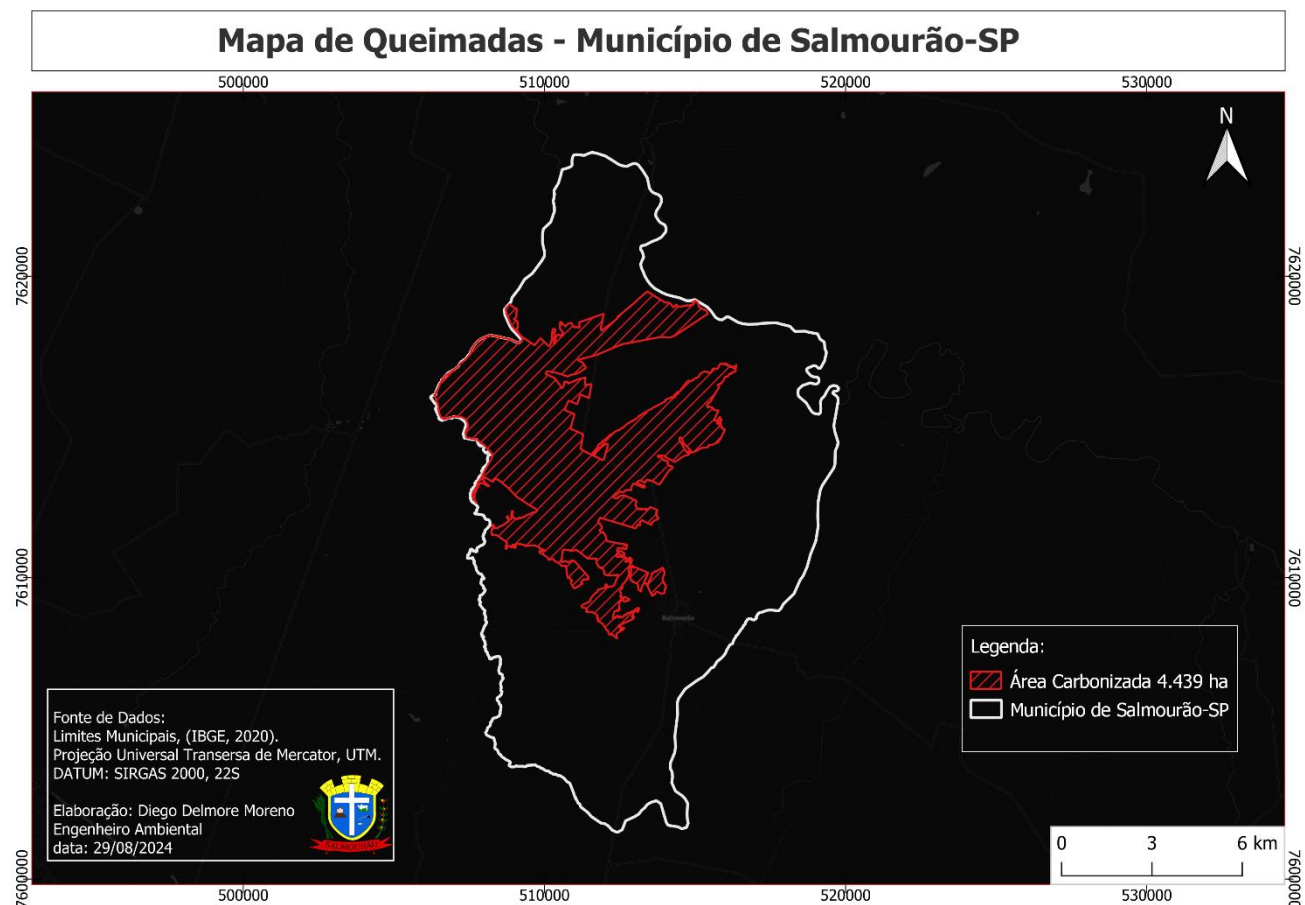 Mapa de Queimadas - Município de Salmourão-SP
500000
510000
520000
530000
N
7620000
7620000
7610000
7610000
Salmourão
Legenda:
Área Carbonizada 4.439 ha
Município de Salmourão-SP
Fonte de Dados:
Limites Municipais, (IBGE, 2020).
Projeção Universal Transersa de Mercator, UTM.
DATUM: SIRGAS 2000, 22S
Elaboração: Diego Delmore Moreno
Engenheiro Ambiental
data: 29/08/2024
SALMOURÃO
0 3 6 km
7600000
7600000
500000
510000
520000
530000